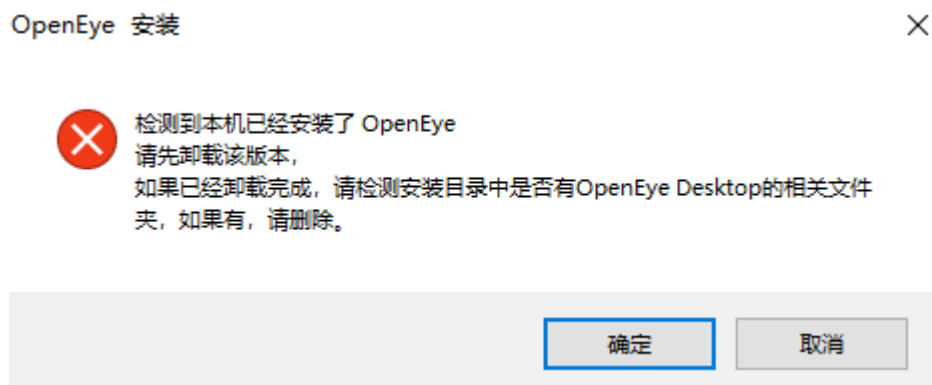 OpenEye 安装
检测到本机已经安装了 OpenEye
请先卸载该版本，
如果已经卸载完成，请检测安装目录中是否有OpenEye Desktop的相关文件
夹，如果有，请删除。
确定
取消